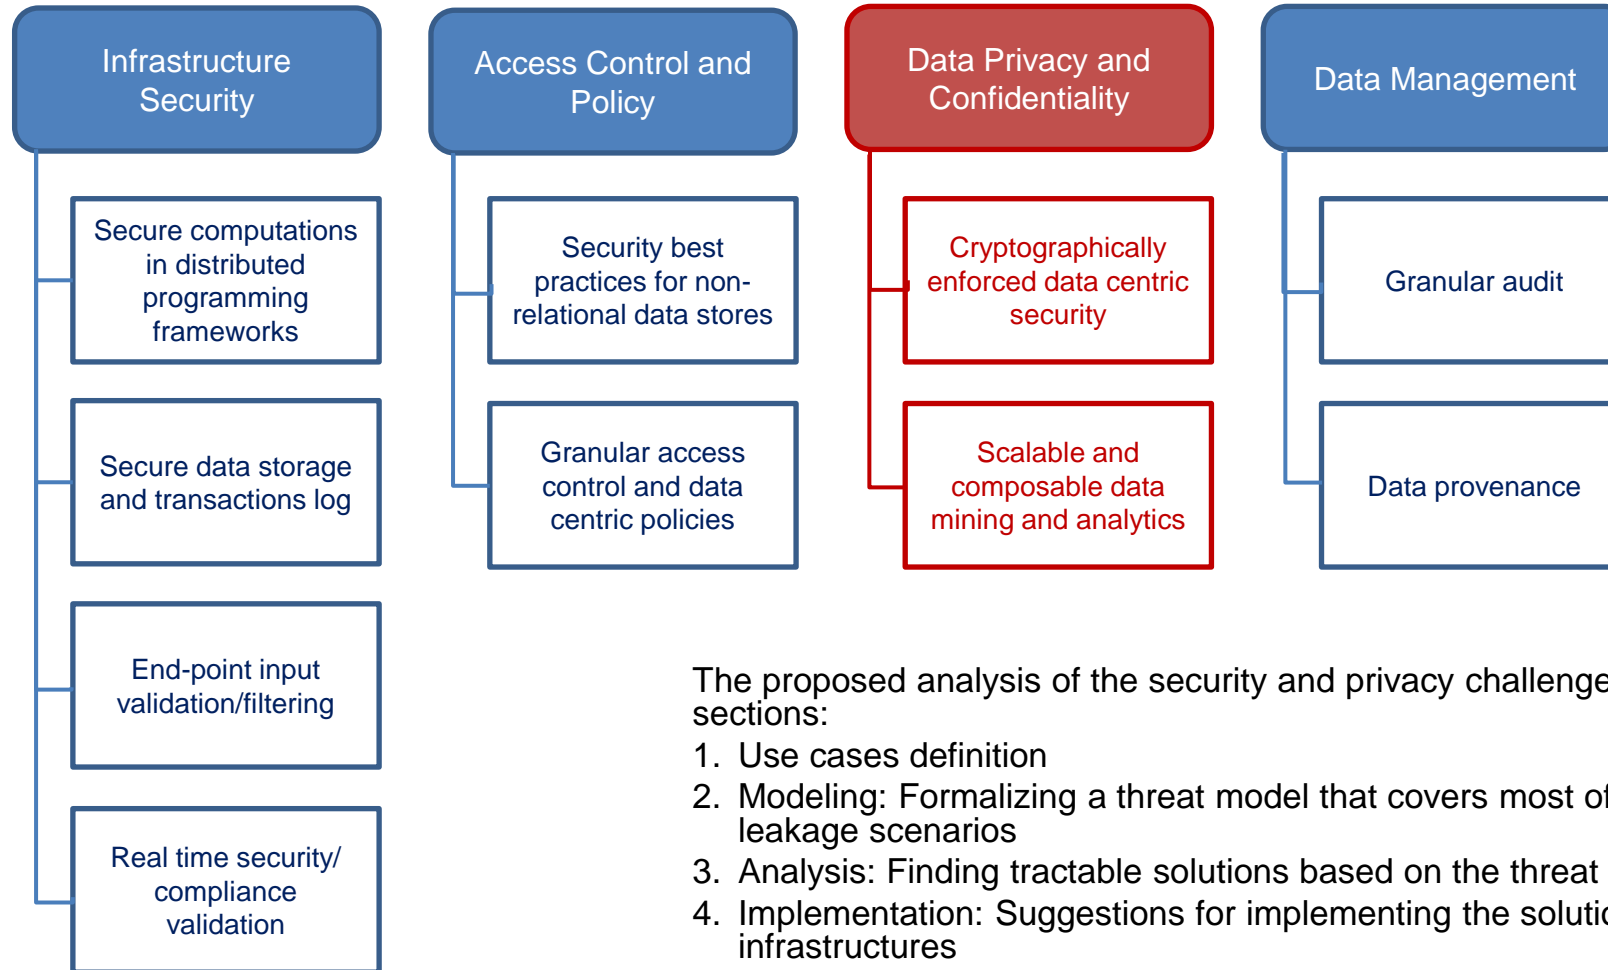 Infrastructure
Security
Access Control and
Policy
Data Privacy and
Confidentiality
Data Management
Secure computations
in distributed
programming
frameworks
Security best
practices for non-
relational data stores
Cryptographically
enforced data centric
security
Granular audit
Secure data storage
and transactions log
Granular access
control and data
centric policies
Scalable and
composable data
mining and analytics
Data provenance
End-point input
validation/filtering
Real time security/
compliance
validation
The proposed analysis of the security and privacy challenge
sections:
1. Use cases definition
2. Modeling: Formalizing a threat model that covers most of
leakage scenarios
3. Analysis: Finding tractable solutions based on the threat
4. Implementation: Suggestions for implementing the soluti
infrastructures